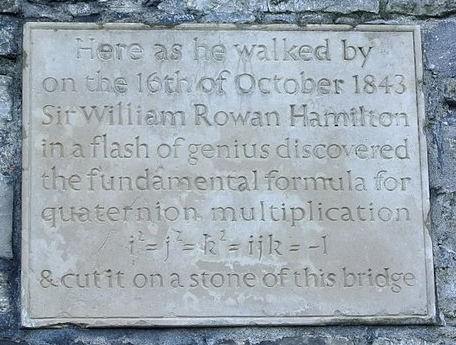 Here as he walked by
on the 16th of October 1843
Sir William Rowan Hamilton
in a flash of genius discovered
the fundamental formula for
quaternion multiplication
i² = j² = k² = ijk = -1
& cut it on a stone of this bridge